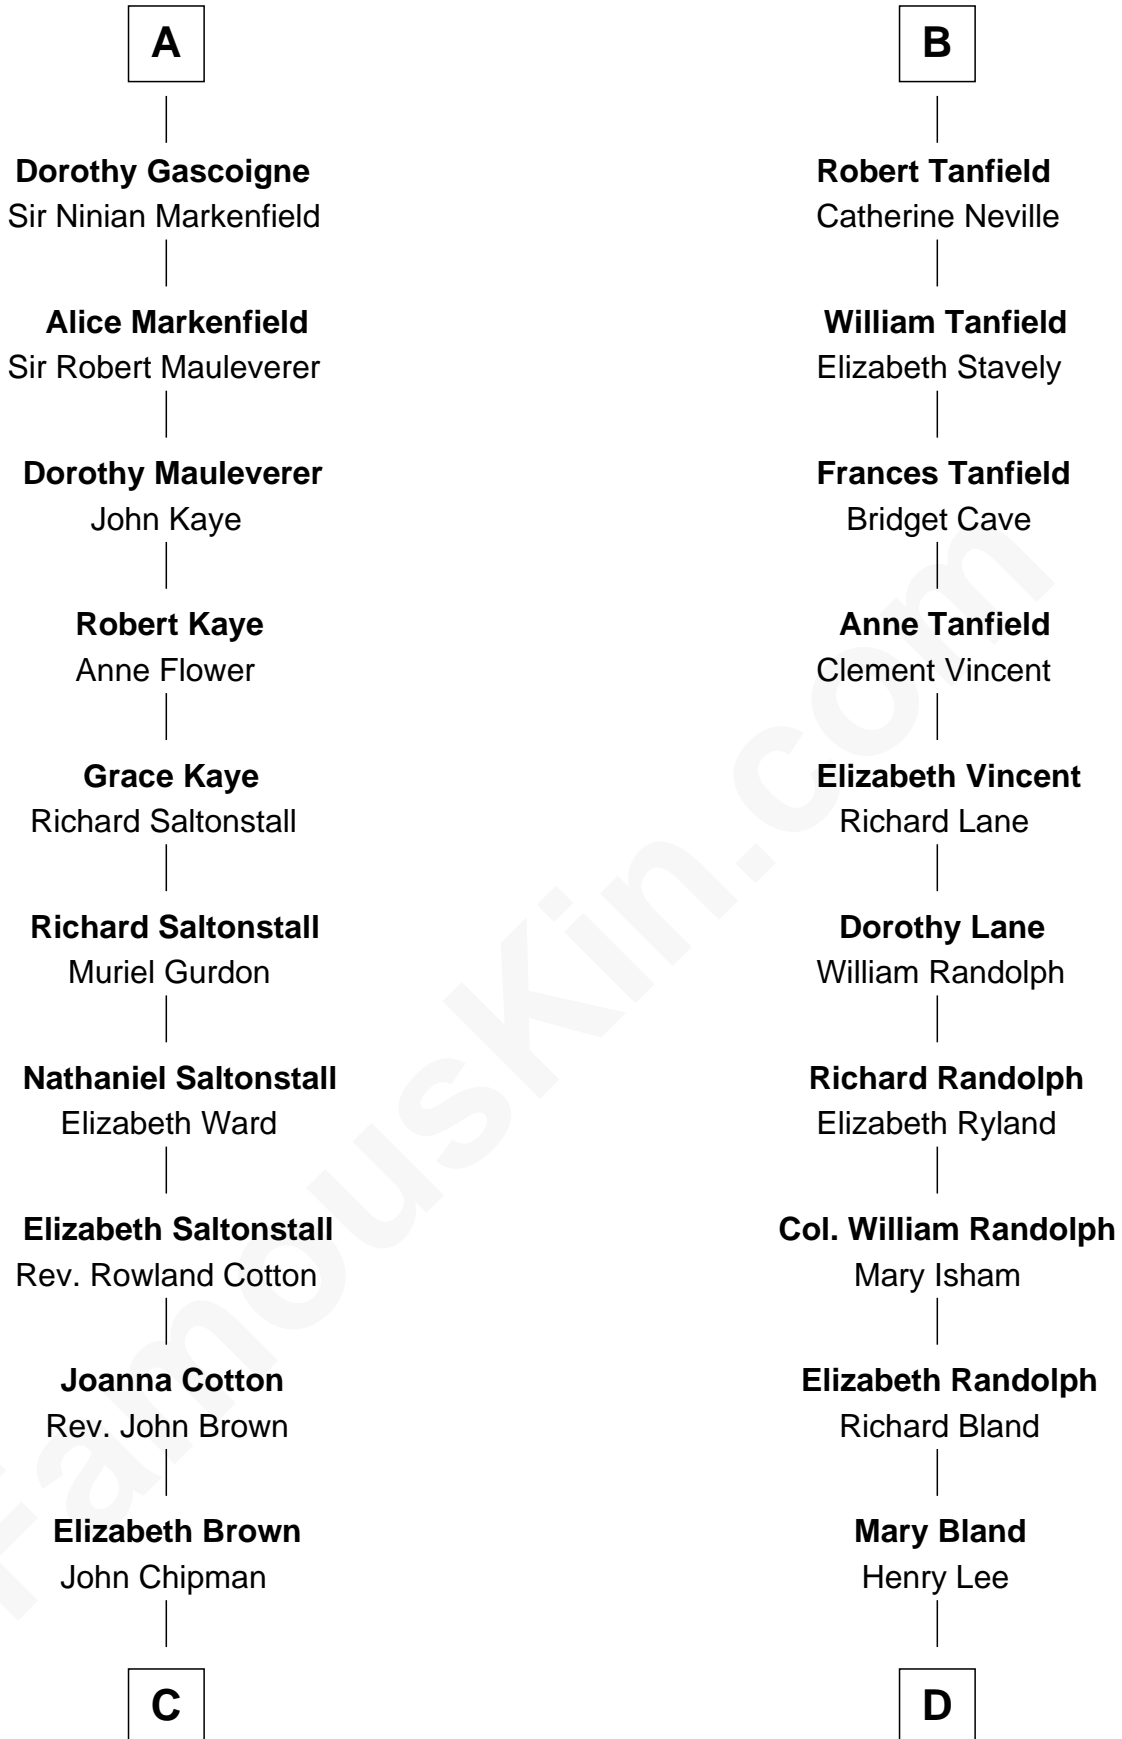 A
Dorothy Gascoigne
Sir Ninian Markenfield
Alice Markenfield
Sir Robert Mauleverer
Dorothy Mauleverer
John Kaye
Robert Kaye
Anne Flower
Grace Kaye
Richard Saltonstall
Richard Saltonstall
Muriel Gurdon
Nathaniel Saltonstall
Elizabeth Ward
Elizabeth Saltonstall
Rev. Rowland Cotton
Joanna Cotton
Rev. John Brown
Elizabeth Brown
John Chipman
C
B
Robert Tanfield
Catherine Neville
William Tanfield
Elizabeth Stavely
Frances Tanfield
Bridget Cave
Anne Tanfield
Clement Vincent
Elizabeth Vincent
Richard Lane
Dorothy Lane
William Randolph
Richard Randolph
Elizabeth Ryland
Col. William Randolph
Mary Isham
Elizabeth Randolph
Richard Bland
Mary Bland
Henry Lee
D
FamousKin.com